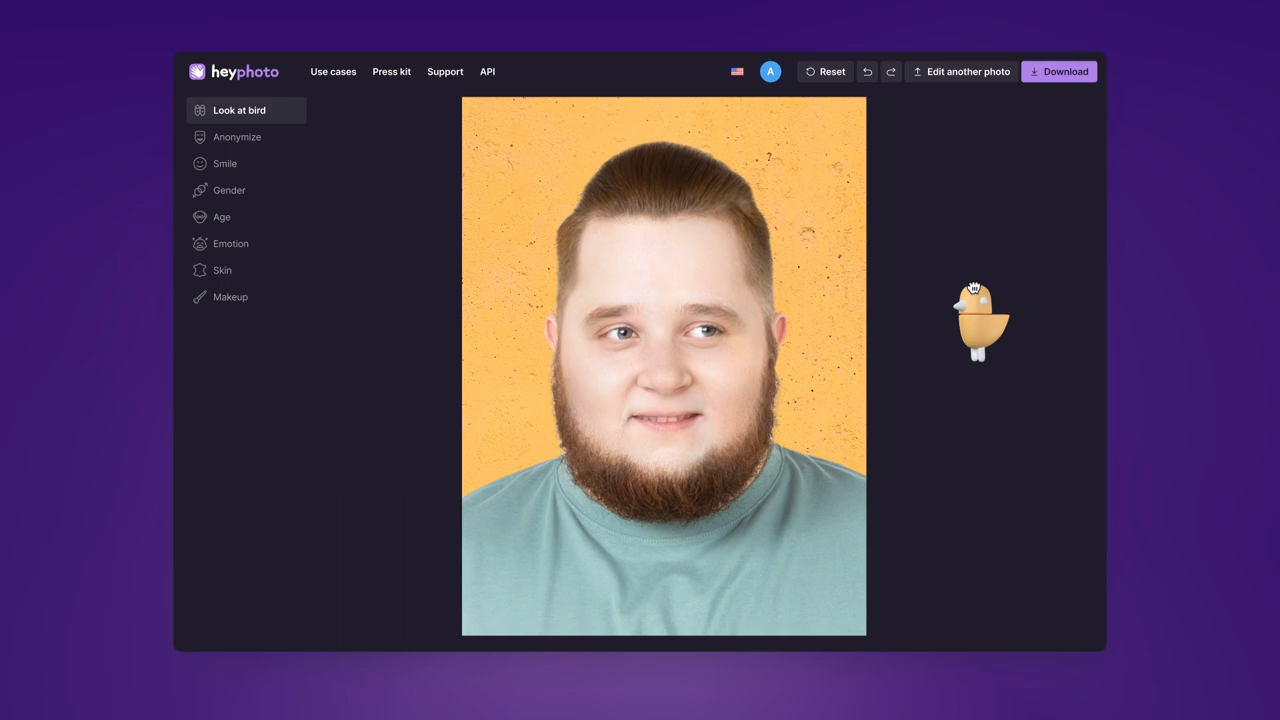 heyphoto Use cases Press kit Support API A Reset Edit another photo Download
Look at bird
Anonymize
Smile
Gender
Age
Emotion
Skin
Makeup